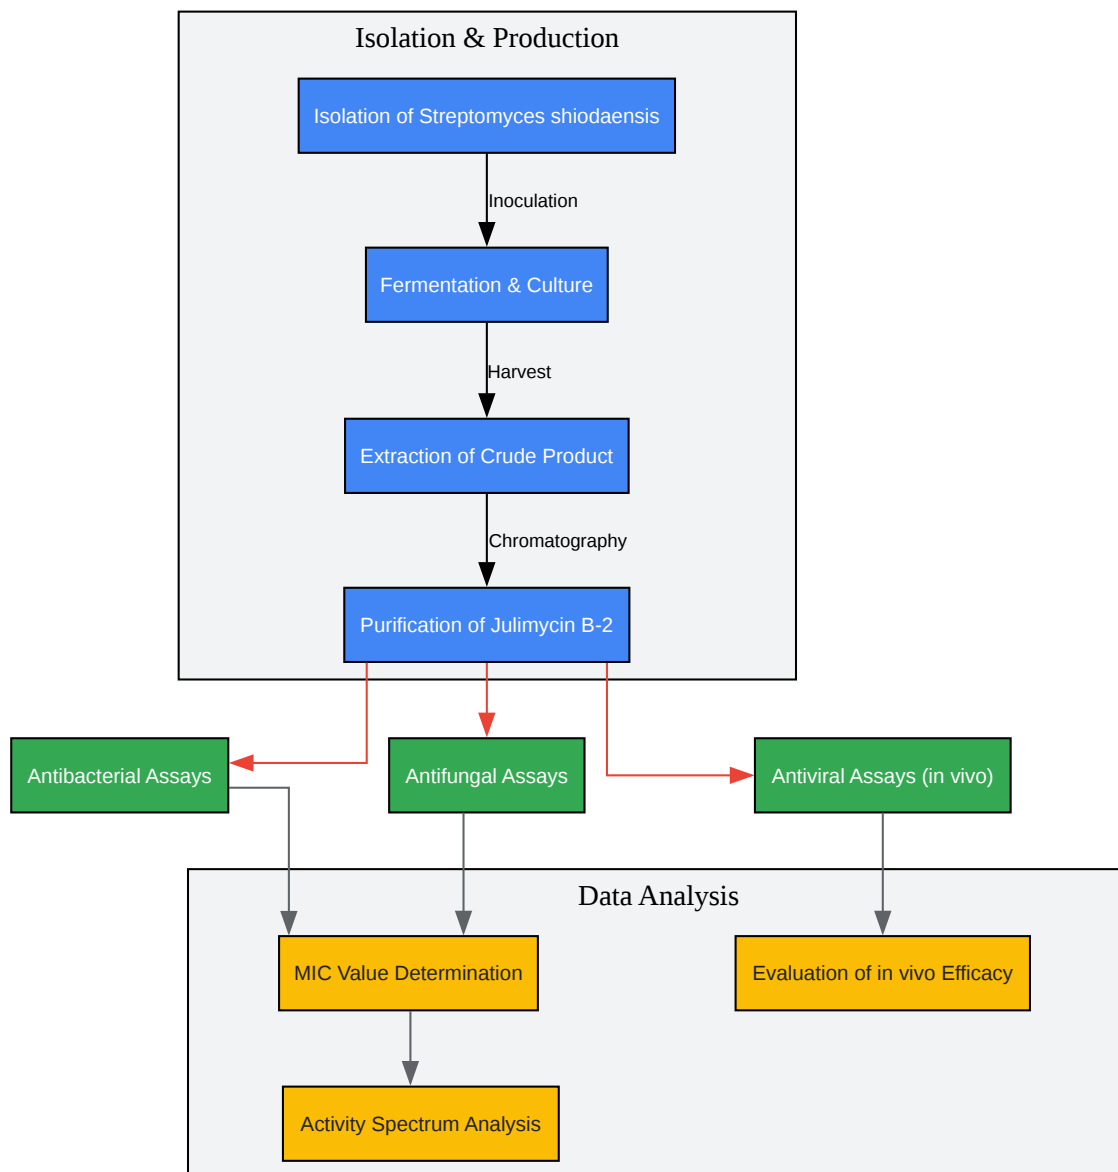 Isolation & Production
Isolation of Streptomyces shiodaensis
Inoculation
Fermentation & Culture
Harvest
Extraction of Crude Product
Chromatography
Purification of Julimycin B-2
Antibacterial Assays
Antifungal Assays
Antiviral Assays (in vivo)
Data Analysis
MIC Value Determination
Evaluation of in vivo Efficacy
Activity Spectrum Analysis